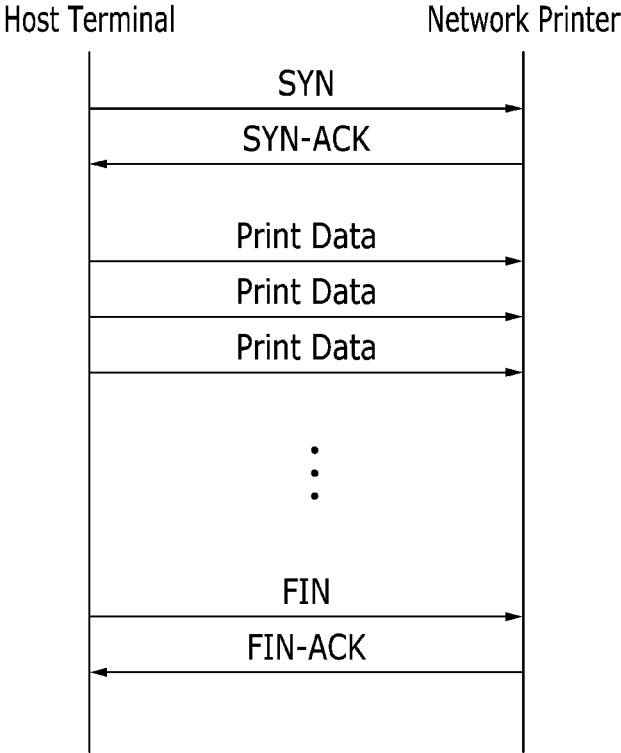 Host Terminal
Network Printer
SYN
SYN-ACK
Print Data
Print Data
Print Data
FIN
FIN-ACK